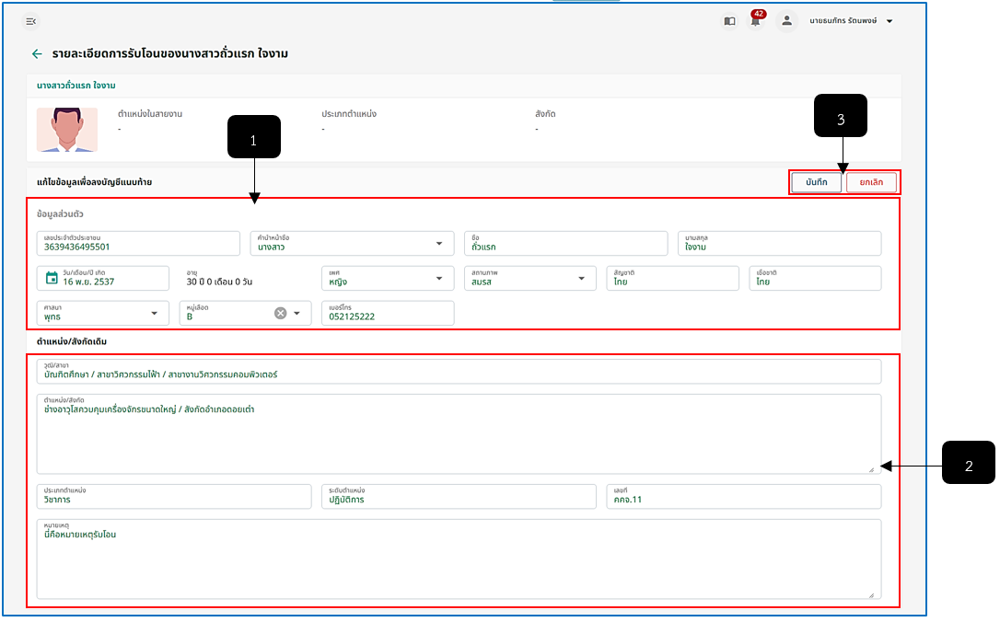 42
นายธนภัทร รัตนพงษ์
รายละเอียดการรับโอนของนางสาวถั่วแรก ใจงาม
นางสาวถั่วแรก ใจงาม
ตำแหน่งในสายงาน ประเภทตำแหน่ง สังกัด
- - -
1
3
แก้ไขข้อมูลเพื่อลงบัญชีแนบท้าย
บันทึก ยกเลิก
ข้อมูลส่วนตัว
เลขประจำตัวประชาชน คำนำหน้าชื่อ ชื่อ นามสกุล
3639436495501 นางสาว ถั่วแรก ใจงาม
วัน/เดือน/ปี เกิด อายุ เพศ สถานภาพ สัญชาติ เชื้อชาติ
16 พ.ย. 2537 30 ปี 0 เดือน 0 วัน หญิง สมรส ไทย ไทย
ศาสนา หมู่เลือด เบอร์โทร
พุทธ B 052125222
ตำแหน่ง/สังกัดเดิม
วุฒิ/สาขา
บัณฑิตศึกษา / สาขาวิศวกรรมไฟ้ฟา / สาขางานวิศวกรรมคอมพิวเตอร์
ตำแหน่ง/สังกัด
ช่างอาวุโสควบคุมเครื่องจักรขนาดใหญ่ / สังกัดอำเภอดอยเต่า
2
ประเภทตำแหน่ง ระดับตำแหน่ง เลขที่
วิชาการ ปฏิบัติการ คคจ.11
หมายเหตุ
นี่คือหมายเหตุรับโอน